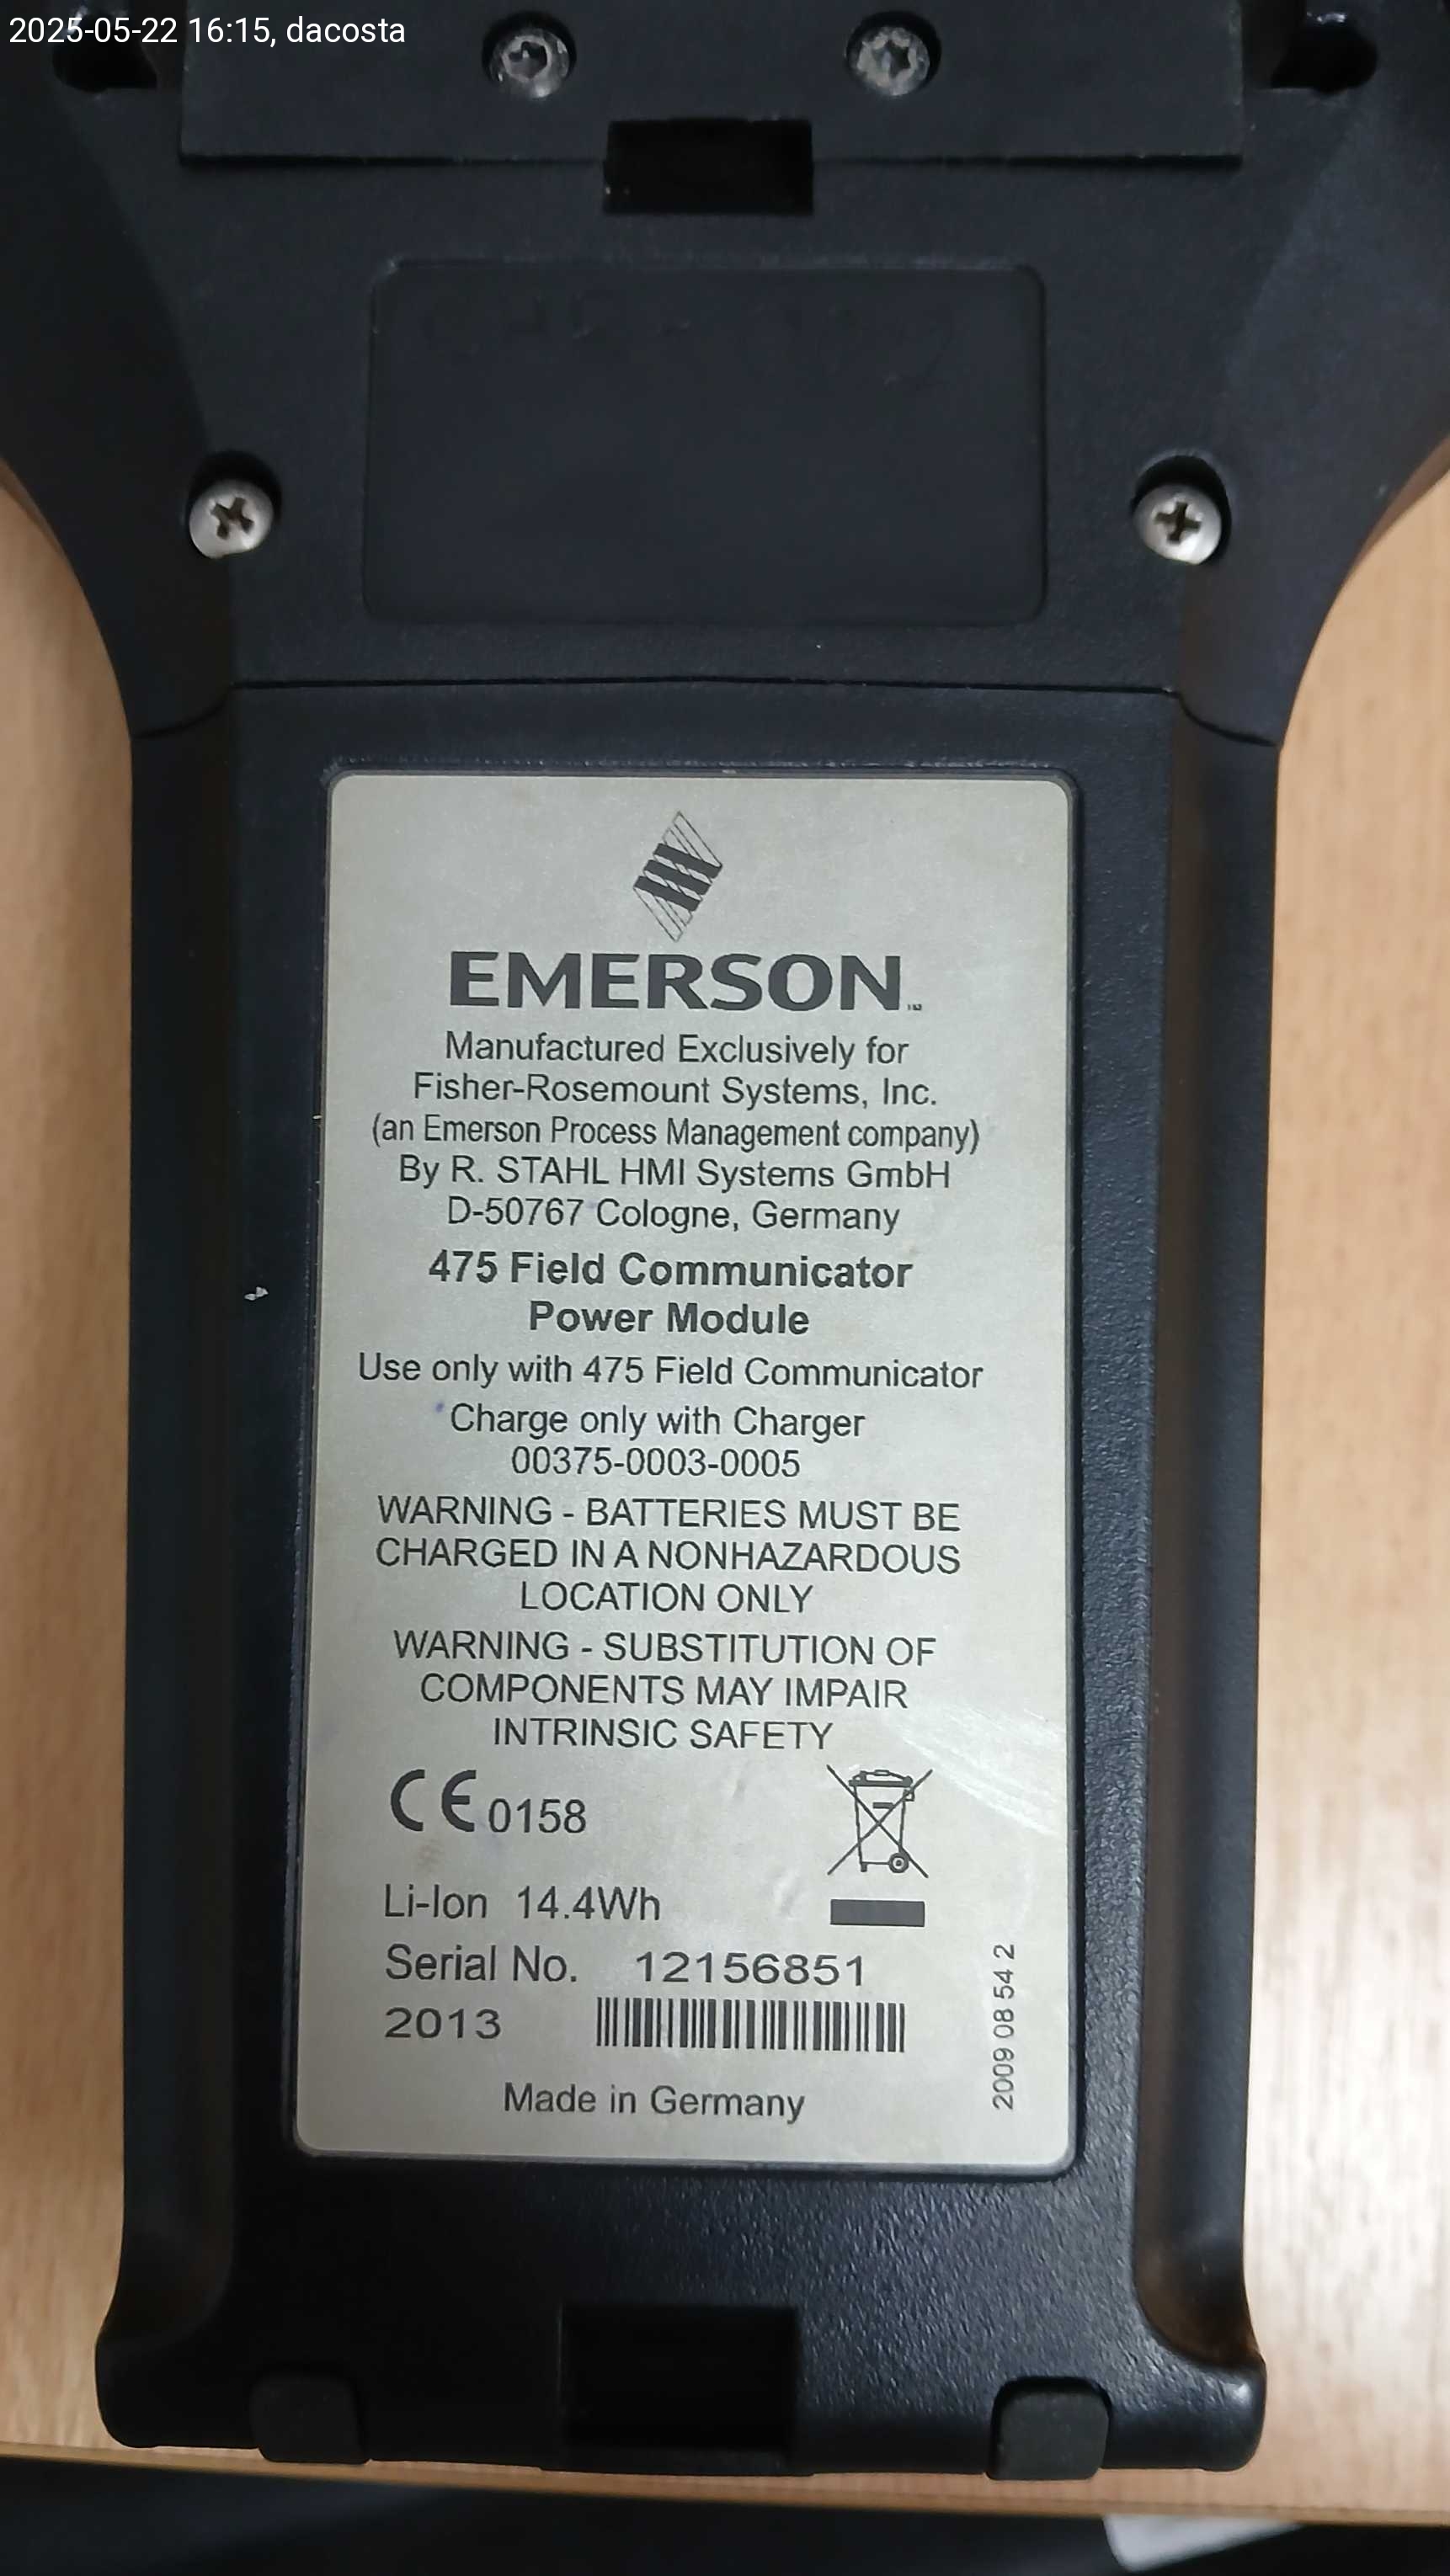 2025-05-22 16:15, dacosta
EMERSON™
Manufactured Exclusively for
Fisher-Rosemount Systems, Inc.
(an Emerson Process Management company)
By R. STAHL HMI Systems GmbH
D-50767 Cologne, Germany
475 Field Communicator
Power Module
Use only with 475 Field Communicator
Charge only with Charger
00375-0003-0005
WARNING - BATTERIES MUST BE
CHARGED IN A NONHAZARDOUS
LOCATION ONLY
WARNING - SUBSTITUTION OF
COMPONENTS MAY IMPAIR
INTRINSIC SAFETY
CE 0158
Li-Ion 14.4Wh
Serial No. 12156851
2013
2009 08 54 2
Made in Germany